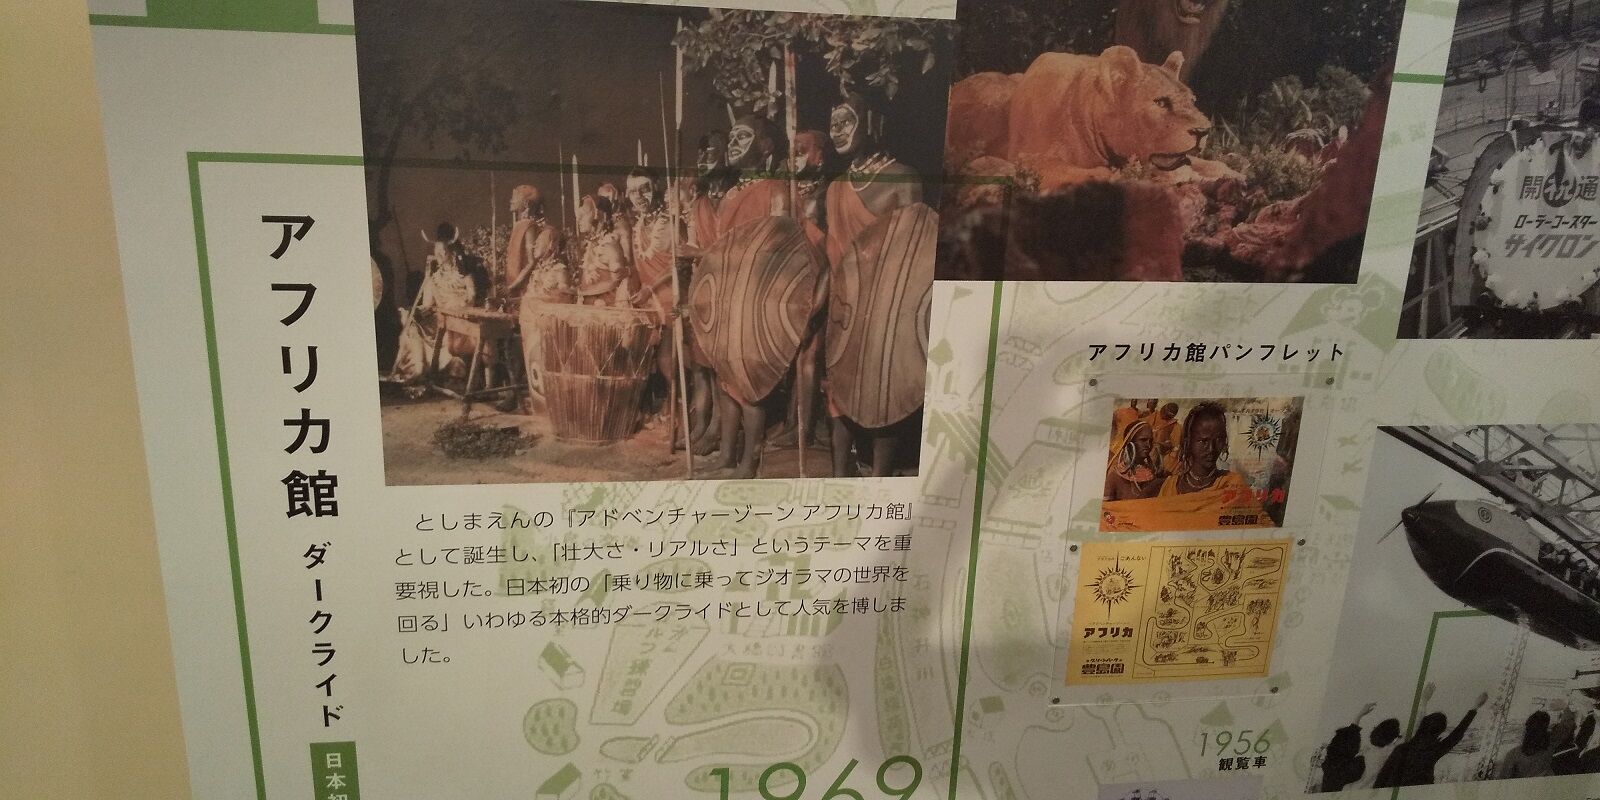 アフリカ館 ダークライド
日本初
としまえんの『アドベンチャーゾーン アフリカ館』
として誕生し、「壮大さ・リアルさ」というテーマを重
要視した。日本初の「乗り物に乗ってジオラマの世界を
回る」いわゆる本格的ダークライドとして人気を博しま
した。
1969
アフリカ館パンフレット
アフリカ
豊島園
ごあんない
アフリカ
豊島園
1956
観覧車
開通
祝
ローラーコースター
サイクロン